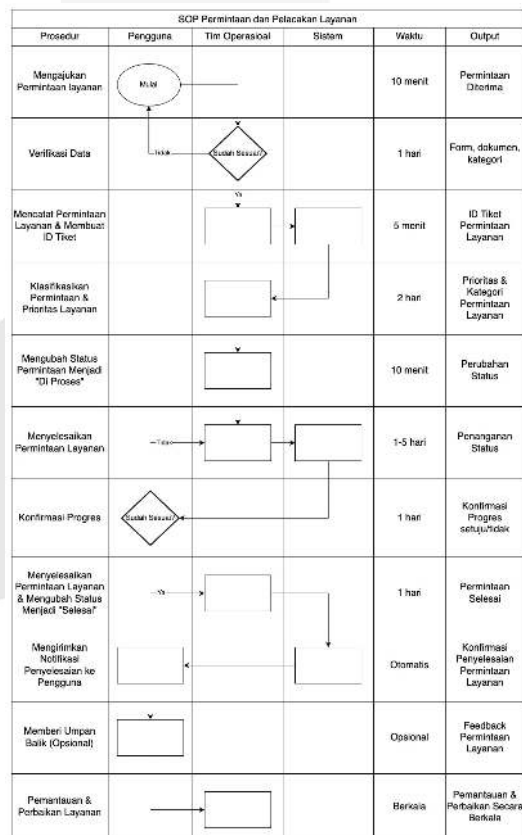 SOP Permintaan dan Pelacakan Layanan
Prosedur
Pengguna
Tim Operasioal
Sistem
Waktu
Output
Mengajukan
Permintaan layanan
Mulai
10 menit
Permintaan
Diterima
Verifikasi Data
Tidak
Sudah Sesuai?
1 hari
Form, dokumen,
kategori
Ya
Mencatat Permintaan
Layanan & Membuat
ID Tiket
5 menit
ID Tiket
Permintaan
Layanan
Klasifikasikan
Permintaan &
Prioritas Layanan
2 hari
Prioritas &
Kategori
Permintaan
Layanan
Mengubah Status
Permintaan Menjadi
"Di Proses"
10 menit
Perubahan
Status
Menyelesaikan
Permintaan Layanan
Tidak
1-5 hari
Penanganan
Status
Konfirmasi Progres
Sudah Sesuai?
1 hari
Konfirmasi
Progres
setuju/tidak
Menyelesaikan
Permintaan Layanan
& Mengubah Status
Menjadi "Selesai"
Ya
1 hari
Permintaan
Selesai
Mengirimkan
Notifikasi
Penyelesaian ke
Pengguna
Otomatis
Konfirmasi
Penyelesaian
Permintaan
Layanan
Memberi Umpan
Balik (Opsional)
Opsional
Feedback
Permintaan
Layanan
Pemantauan &
Perbaikan Layanan
Berkala
Pemantauan &
Perbaikan Secara
Berkala